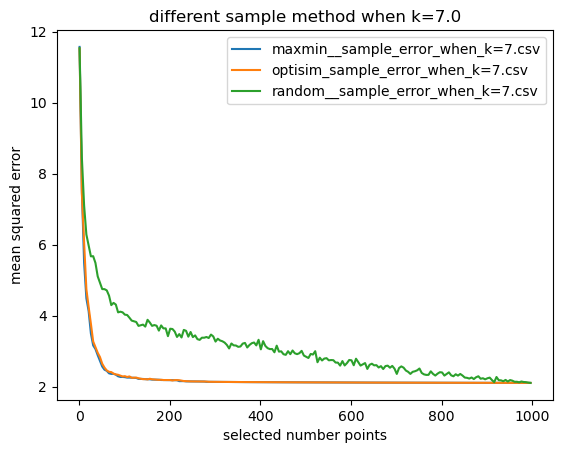 different sample method when k=7.0
maxmin__sample_error_when_k=7.csv
optisim_sample_error_when_k=7.csv
random__sample_error_when_k=7.csv
12
10
8
6
4
2
mean squared error
0 200 400 600 800 1000
selected number points